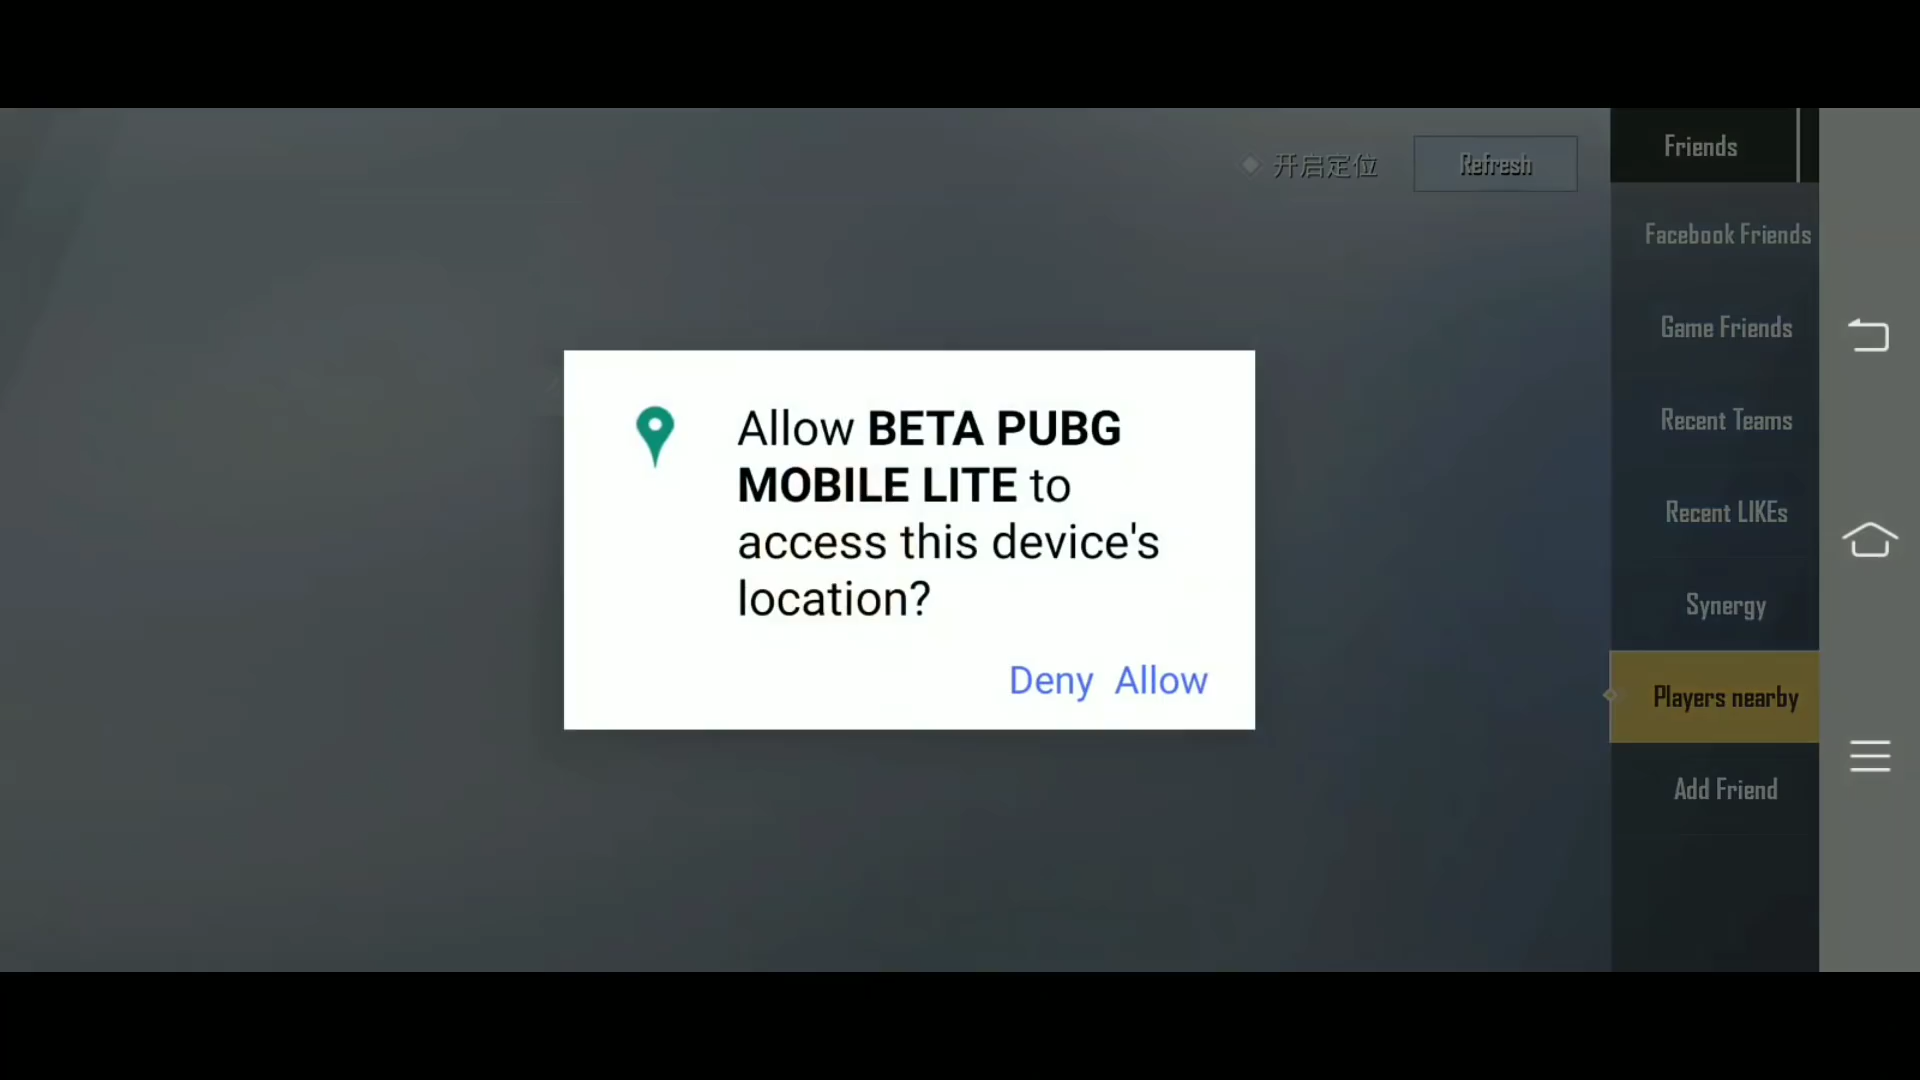 开启定位
Refresh
Friends
Facebook Friends
Game Friends
Recent Teams
Recent LIKEs
Synergy
Players nearby
Add Friend
Allow BETA PUBG
MOBILE LITE to
access this device's
location?
Deny Allow